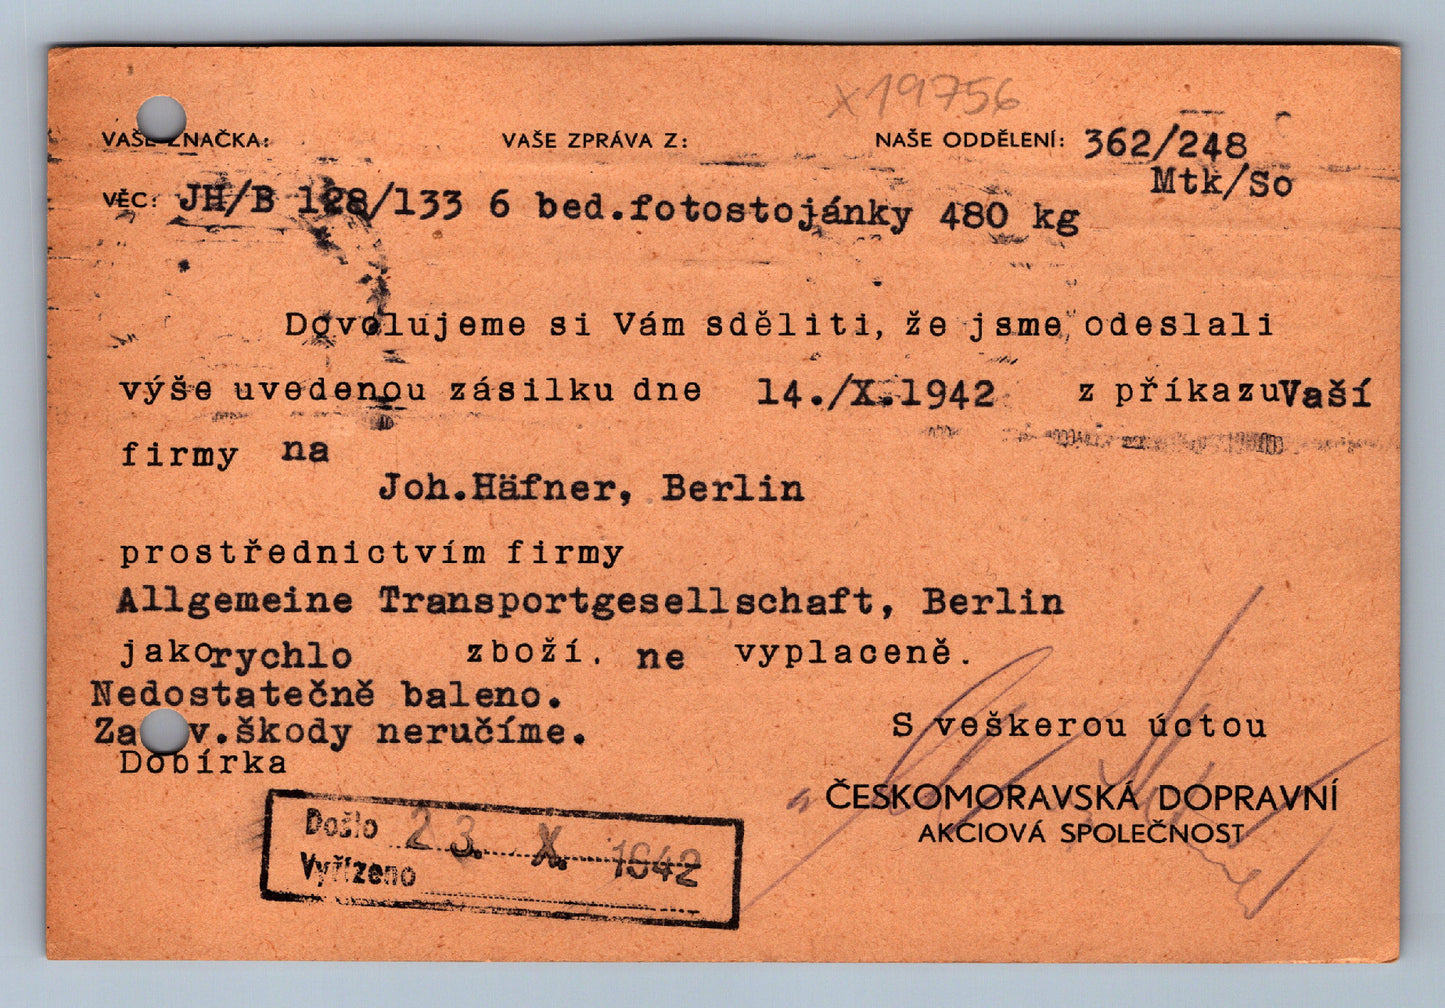 x19756
VAŠE ZNAČKA: VAŠE ZPRÁVA Z: NAŠE ODDĚLENÍ: 362/248
Mtk/So
VĚC: JH/B 128/133 6 bed.fotostojánky 480 kg
Dovolujeme si Vám sděliti, že jsme odeslali
výše uvedenou zásilku dne 14./X.1942 z příkazu Vaší
firmy na
Joh.Häfner, Berlin
prostřednictvím firmy
Allgemeine Transportgesellschaft, Berlin
jako rychlo zboží. ne vyplaceně.
Nedostatečně baleno.
Za v.škody neručíme.
Dobírka
S veškerou úctou
ČESKOMORAVSKÁ DOPRAVNÍ
AKCIOVÁ SPOLEČNOST
Došlo 23. X. 1942
Vyřízeno